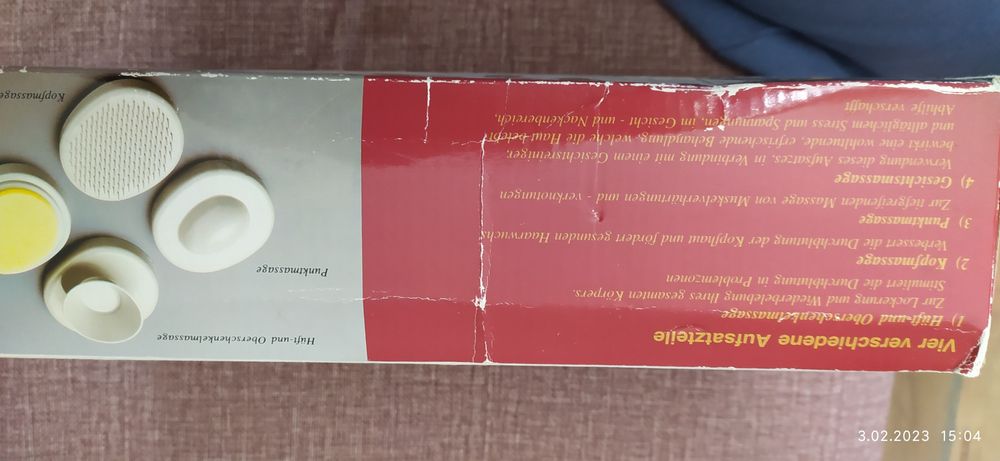 Vier verschiedene Aufsatzteile
1) Hüft-und Oberschenkelmassage
Zur Lockerung und Wiederbelebung Ihres gesamten Körpers.
Stimuliert die Durchblutung in Problemzonen
2) Kopfmassage
Verbessert die Durchblutung der Kopfhaut und fördert gesunden Haarwuchs
3) Punktmassage
Zur tiefgreifenden Massage von Muskelverhärtungen und - verknotungen
4) Gesichtsmassage
Verwendung dieses Aufsatzes, in Verbindung mit einem Gesichtsreiniger,
bewirkt eine wohltuende, erfrischende Behandlung, welche die Haut belebt
und alltäglichem Stress und Spannungen, im Gesicht - und Nackenbereich,
Abhilfe verschaft
Hüft-und Oberschenkelmassage
Punktmassage
Kopfmassage
3.02.2023 15:04